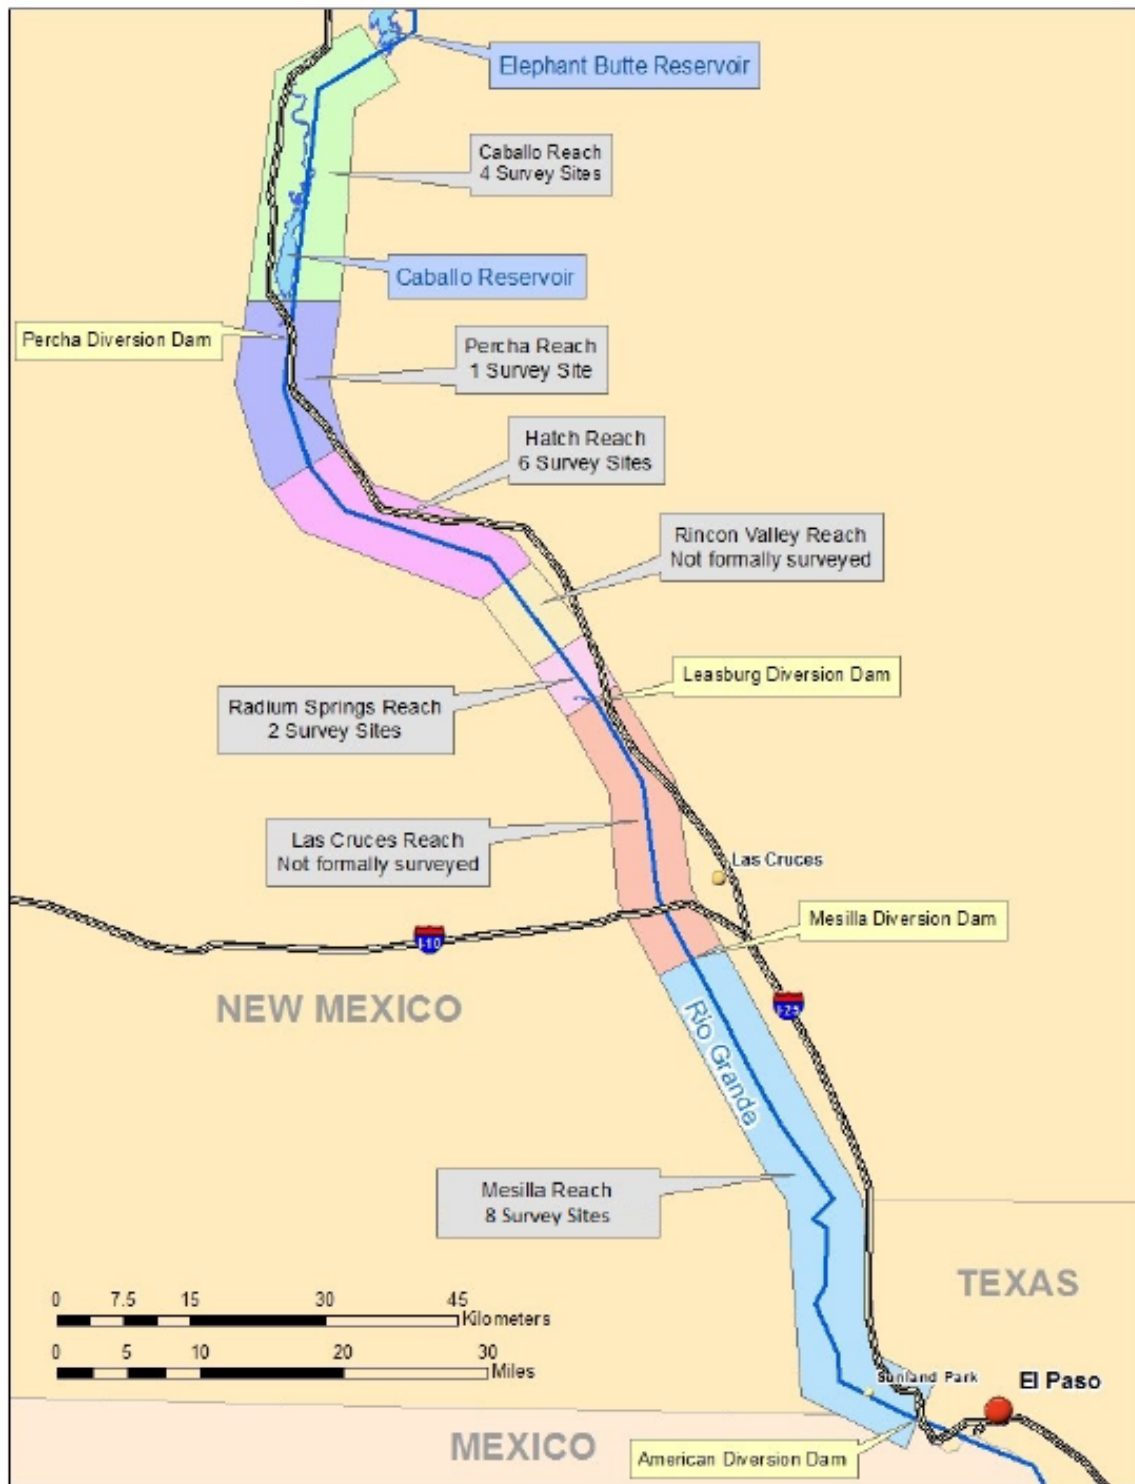 Elephant Butte Reservoir
Caballo Reach
4 Survey Sites
Caballo Reservoir
Percha Diversion Dam
Percha Reach
1 Survey Site
Hatch Reach
6 Survey Sites
Rincon Valley Reach
Not formally surveyed
Leasburg Diversion Dam
Radium Springs Reach
2 Survey Sites
Las Cruces Reach
Not formally surveyed
Las Cruces
Mesilla Diversion Dam
I-10
NEW MEXICO
I-25
Rio Grande
Mesilla Reach
8 Survey Sites
TEXAS
0 7.5 15 30 45
Kilometers
0 5 10 20 30
Miles
Sunland Park
El Paso
MEXICO
American Diversion Dam